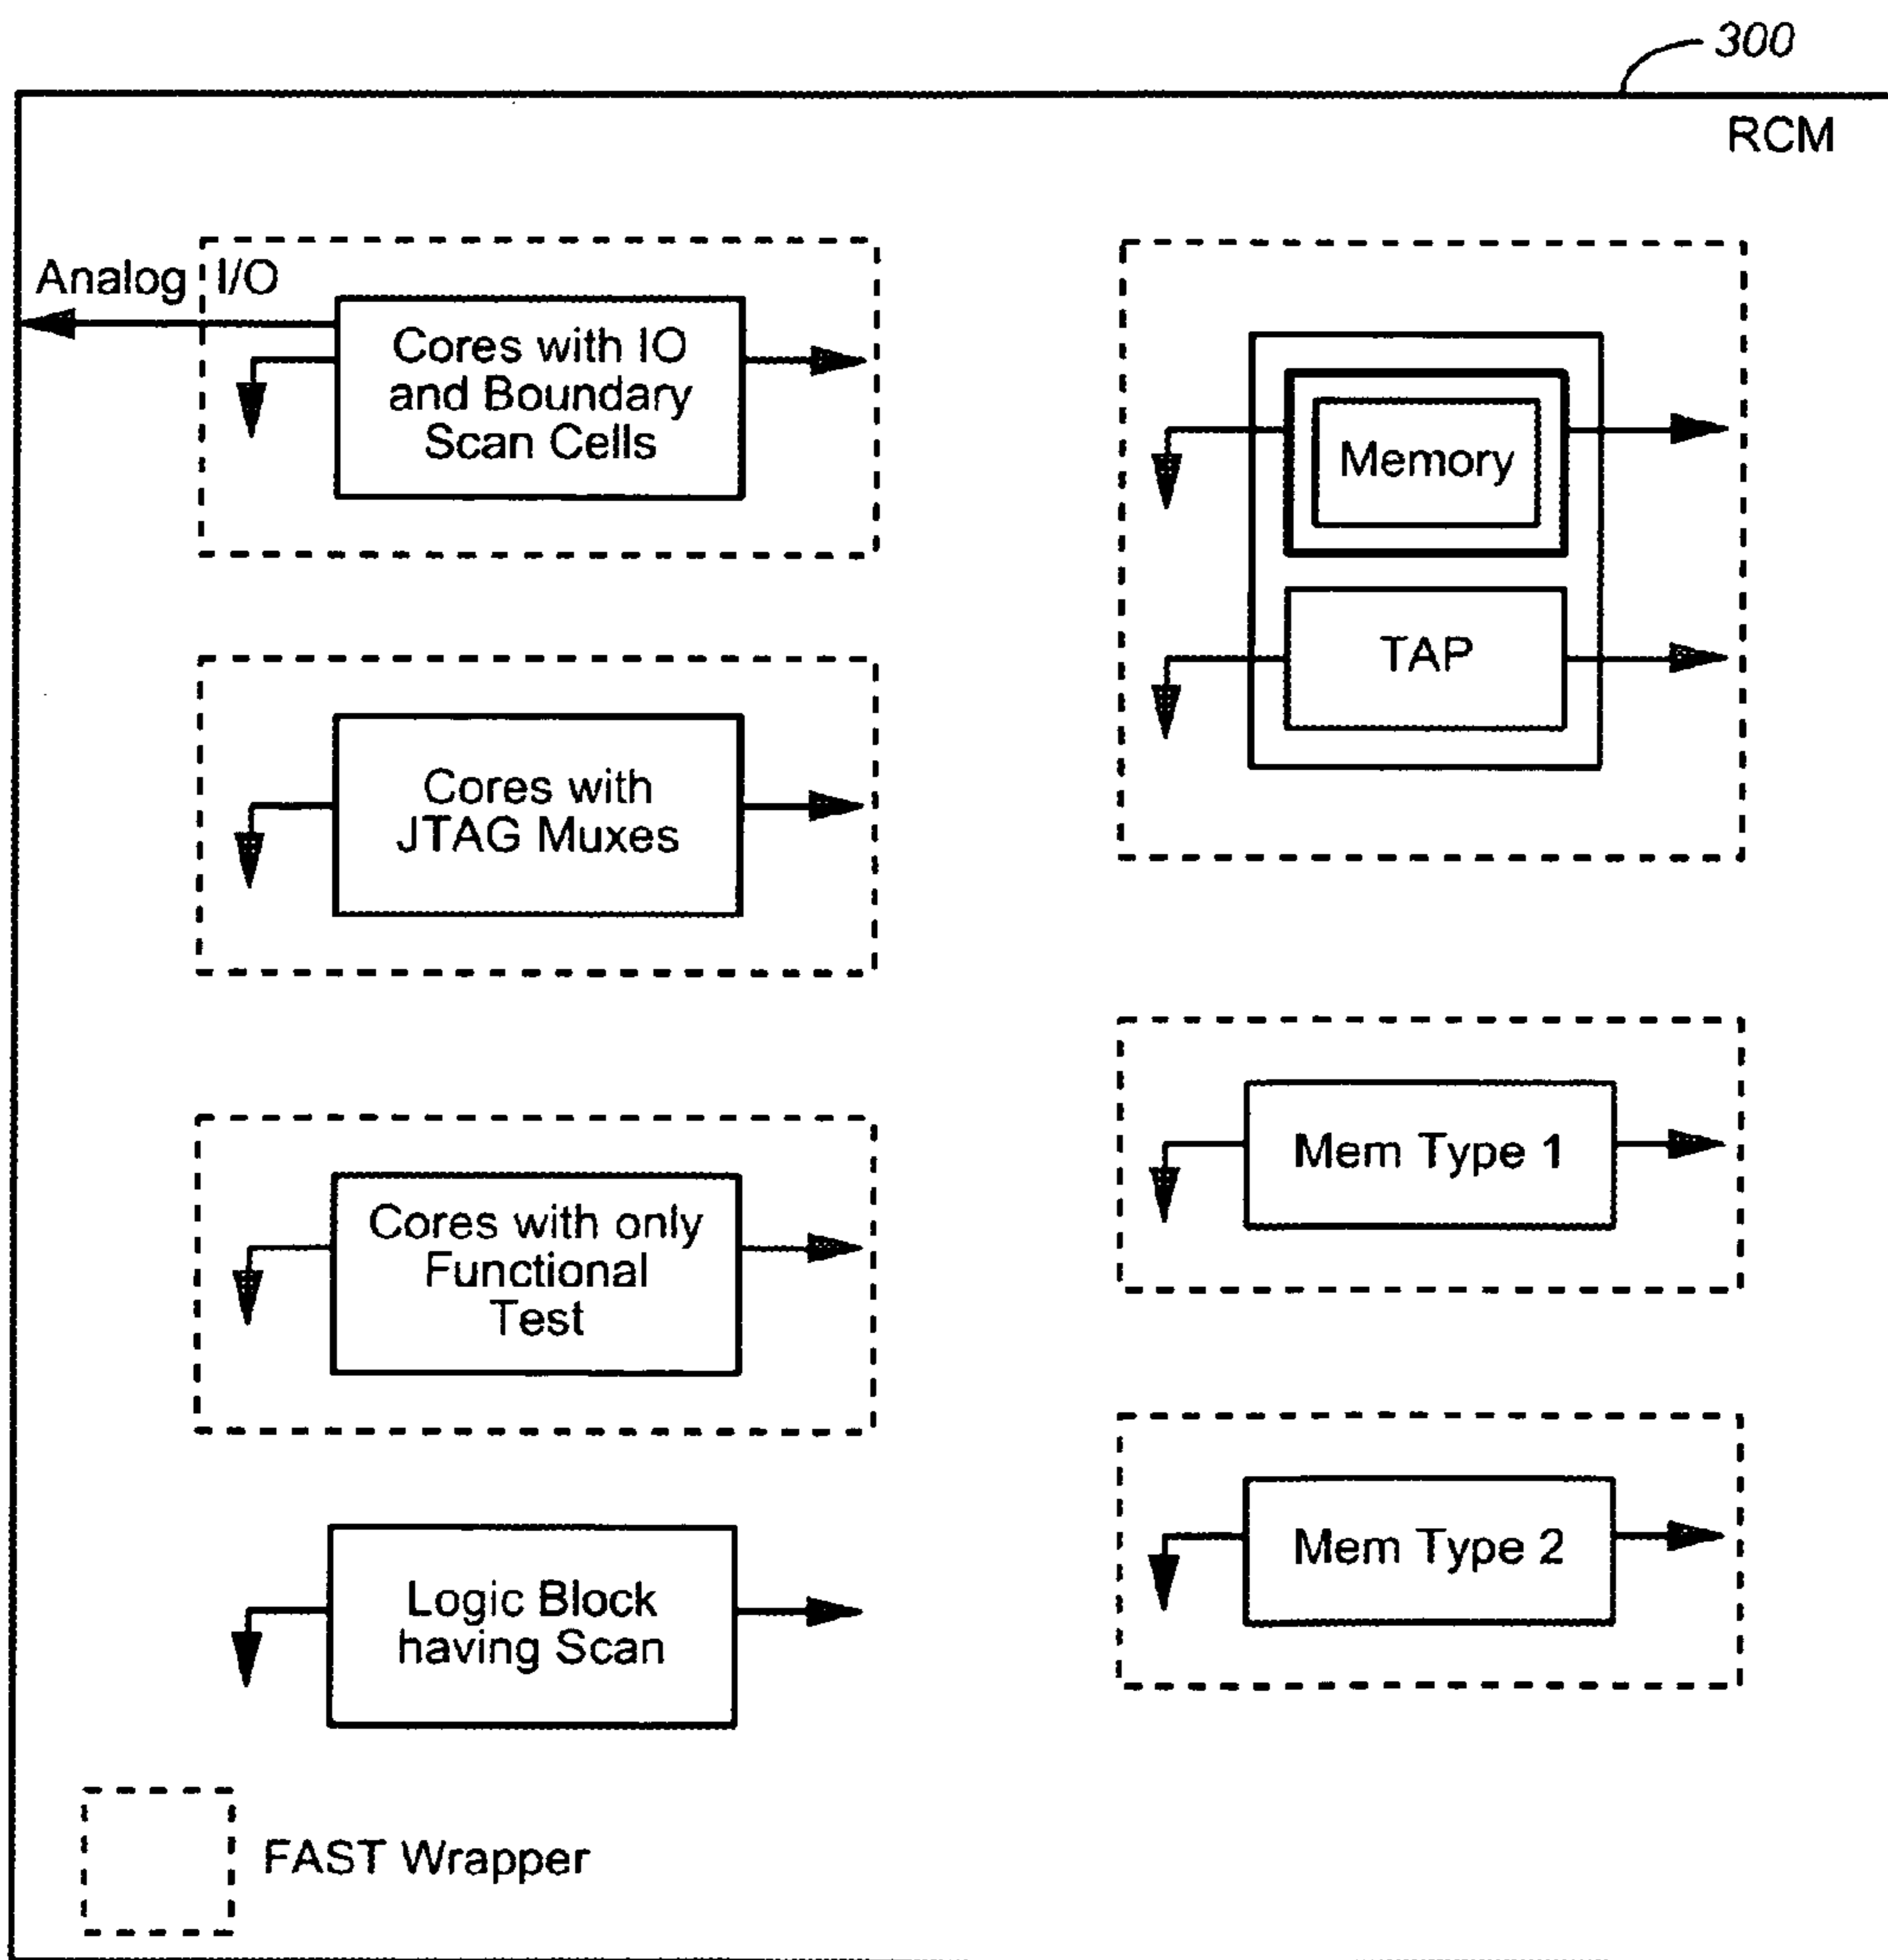 300
RCM
Analog I/O
Cores with IO
and Boundary
Scan Cells
Memory
TAP
Cores with
JTAG Muxes
Mem Type 1
Cores with only
Functional
Test
Mem Type 2
Logic Block
having Scan
FAST Wrapper